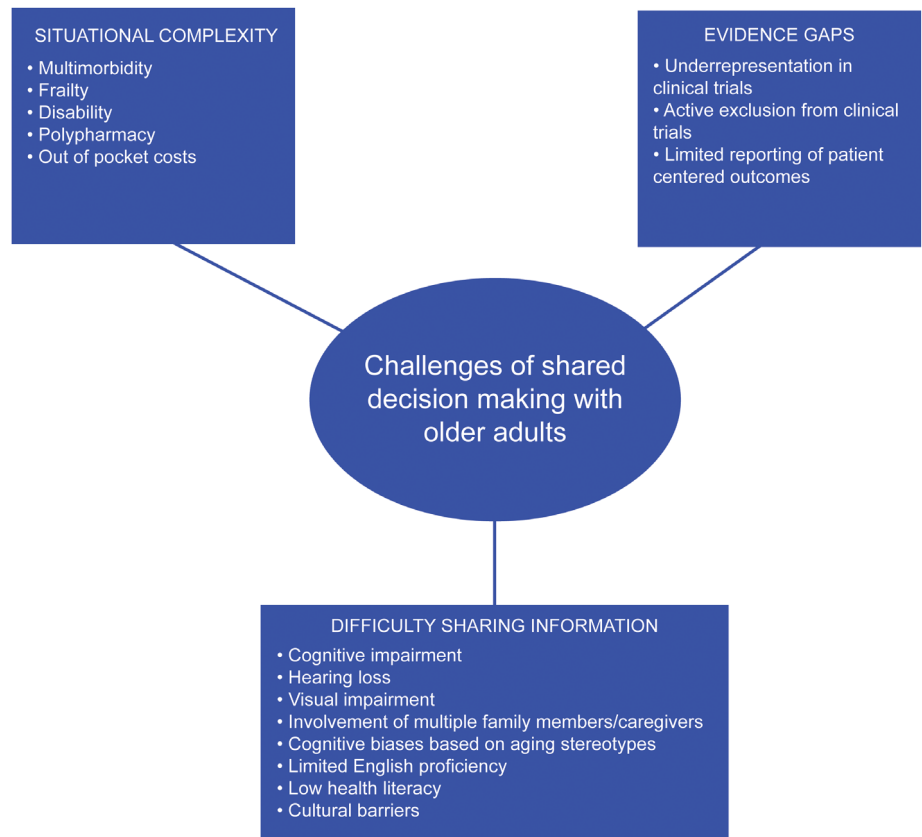 SITUATIONAL COMPLEXITY
• Multimorbidity
• Frailty
• Disability
• Polypharmacy
• Out of pocket costs
EVIDENCE GAPS
• Underrepresentation in
clinical trials
• Active exclusion from clinical
trials
• Limited reporting of patient
centered outcomes
Challenges of shared
decision making with
older adults
DIFFICULTY SHARING INFORMATION
• Cognitive impairment
• Hearing loss
• Visual impairment
• Involvement of multiple family members/caregivers
• Cognitive biases based on aging stereotypes
• Limited English proficiency
• Low health literacy
• Cultural barriers